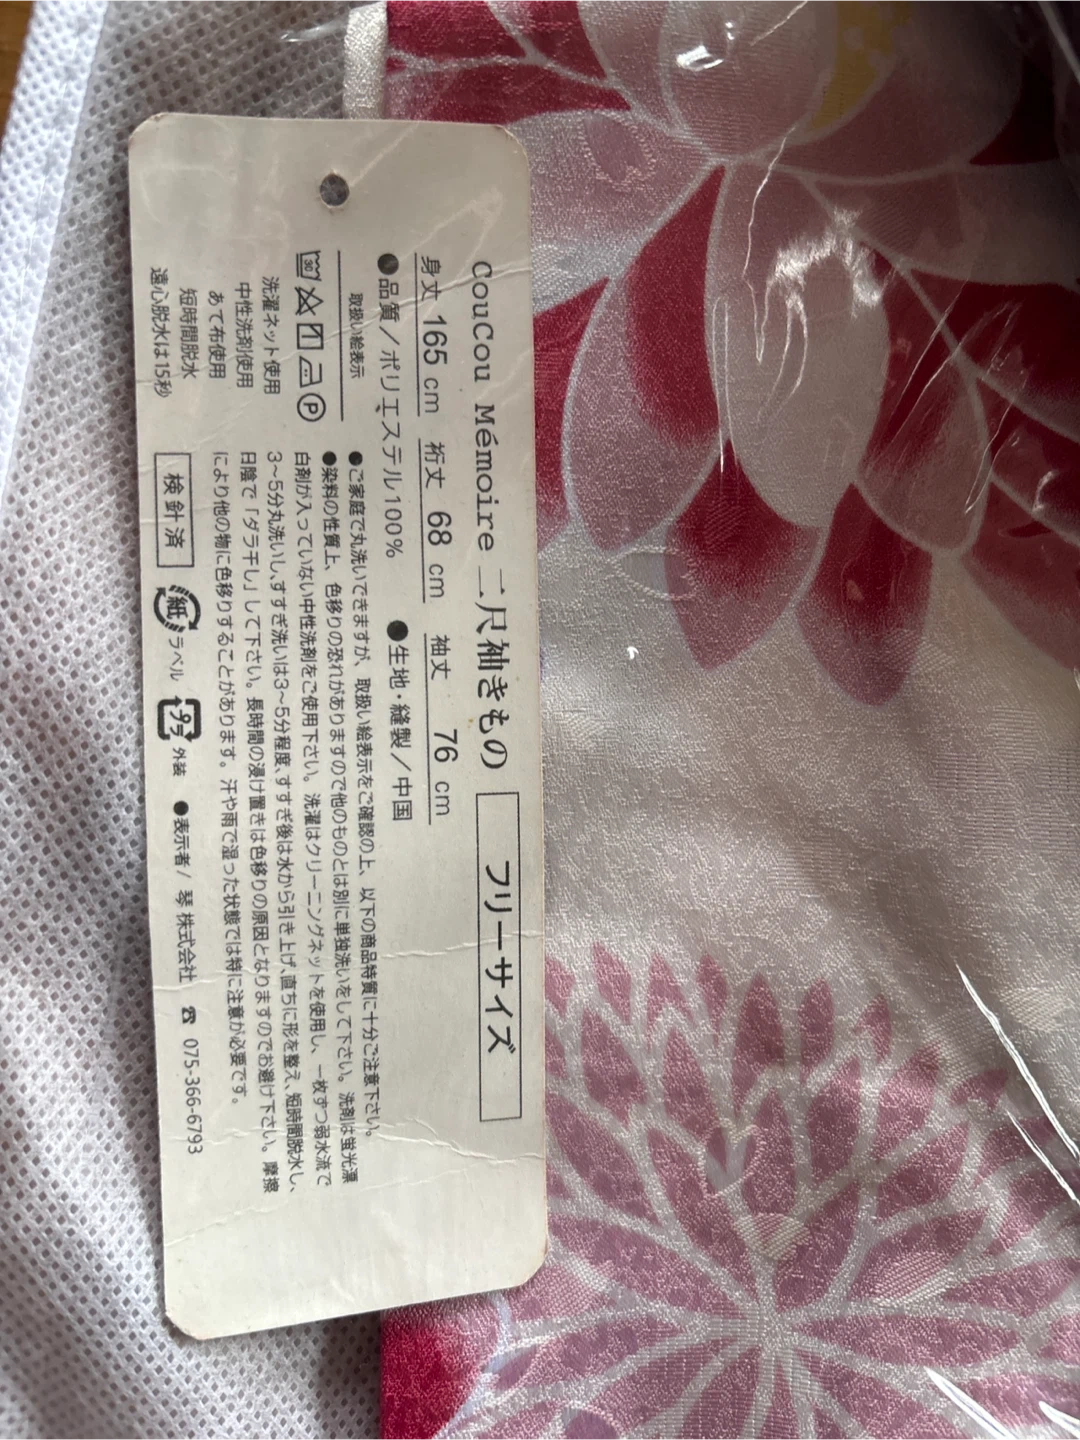 CouCou Mémoire 二尺袖きもの フリーサイズ
身丈 165 cm 裄丈 68 cm 袖丈 76 cm
●品質／ポリエステル100% ●生地・縫製／中国
取扱い絵表示
30
P
洗濯ネット使用
中性洗剤使用
あて布使用
短時間脱水
遠心脱水は15秒
●ご家庭で丸洗いできますが、取扱い絵表示をご確認の上、以下の商品特質に十分ご注意下さい。
●染料の性質上、色移りの恐れがありますので他のものとは別に単独洗いをして下さい。洗剤は蛍光漂
白剤が入っていない中性洗剤をご使用下さい。洗濯はクリーニングネットを使用し、一枚ずつ弱水流で
3〜5分丸洗いし、すすぎ洗いは3〜5分程度、すすぎ後は水から引き上げ、直ちに形を整え、短時間脱水し、
日陰で「ダラ干し」して下さい。長時間の浸け置きは色移りの原因となりますのでお避け下さい。摩擦
により他の物に色移りすることがあります。汗や雨で湿った状態では特に注意が必要です。
検針済 紙 ラベル プラ 外装 ●表示者/ 琴 株式会社 ☎ 075-366-6793